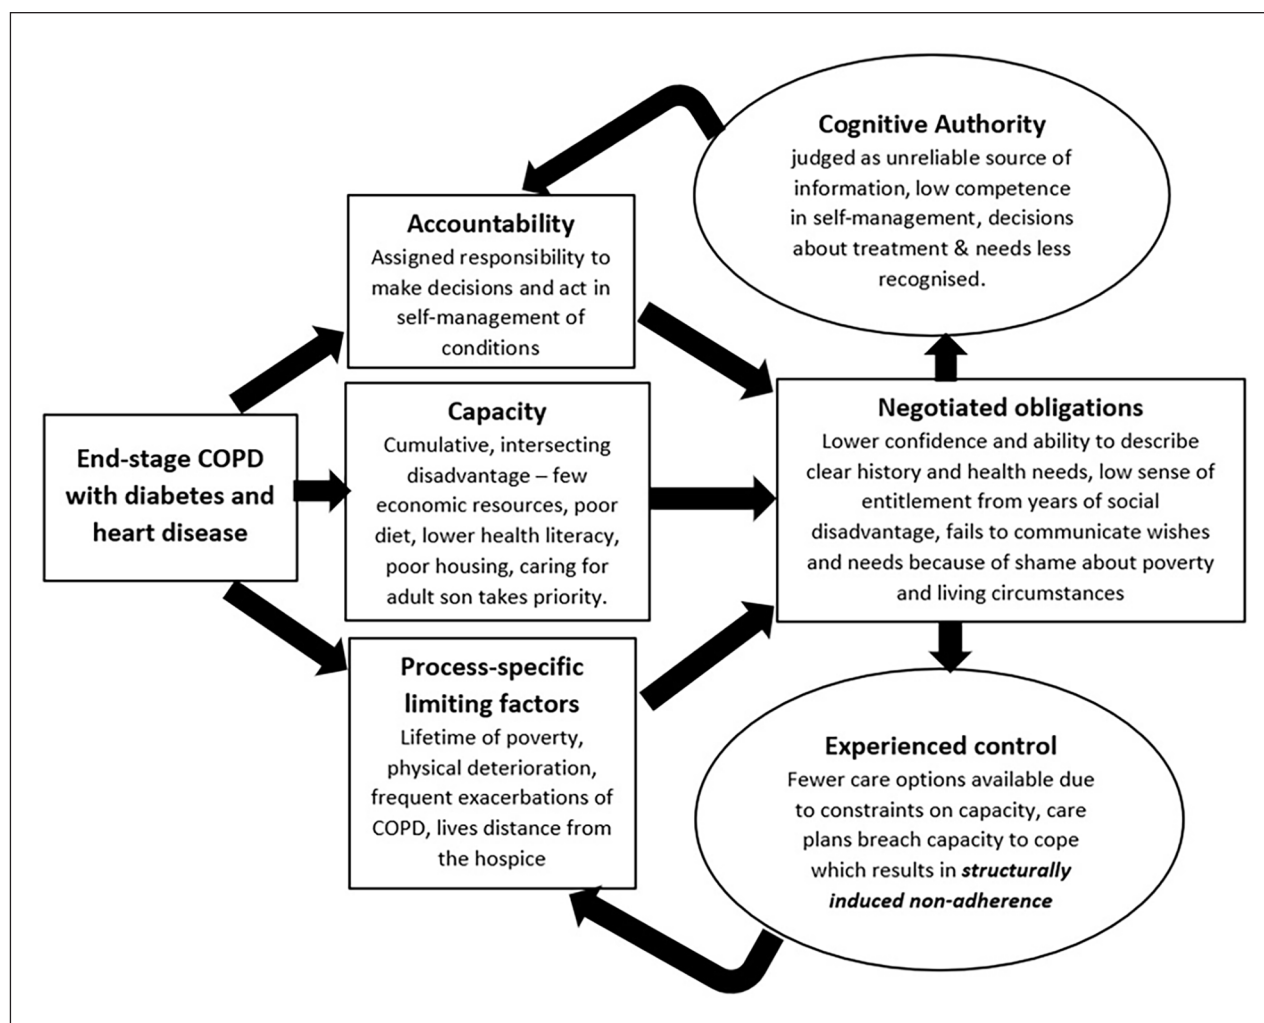 End-stage COPD
with diabetes and
heart disease
Accountability
Assigned responsibility to
make decisions and act in
self-management of
conditions
Capacity
Cumulative, intersecting
disadvantage – few
economic resources, poor
diet, lower health literacy,
poor housing, caring for
adult son takes priority.
Process-specific
limiting factors
Lifetime of poverty,
physical deterioration,
frequent exacerbations of
COPD, lives distance from
the hospice
Cognitive Authority
judged as unreliable source of
information, low competence
in self-management, decisions
about treatment & needs less
recognised.
Negotiated obligations
Lower confidence and ability to describe
clear history and health needs, low sense of
entitlement from years of social
disadvantage, fails to communicate wishes
and needs because of shame about poverty
and living circumstances
Experienced control
Fewer care options available due
to constraints on capacity, care
plans breach capacity to cope
which results in structurally
induced non-adherence